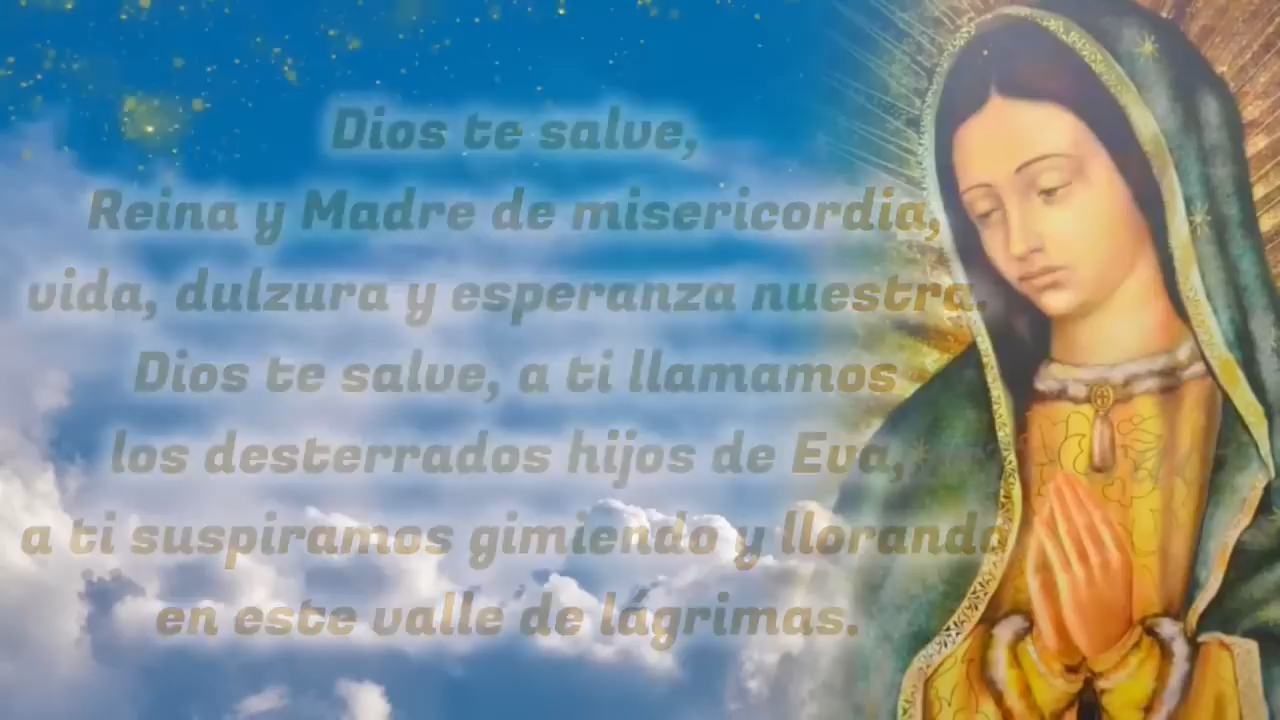 Dios te salve,
Reina y Madre de misericordia,
vida, dulzura y esperanza nuestra.
Dios te salve, a ti llamamos
los desterrados hijos de Eva,
a ti suspiramos gimiendo y llorando
en este valle de lágrimas.